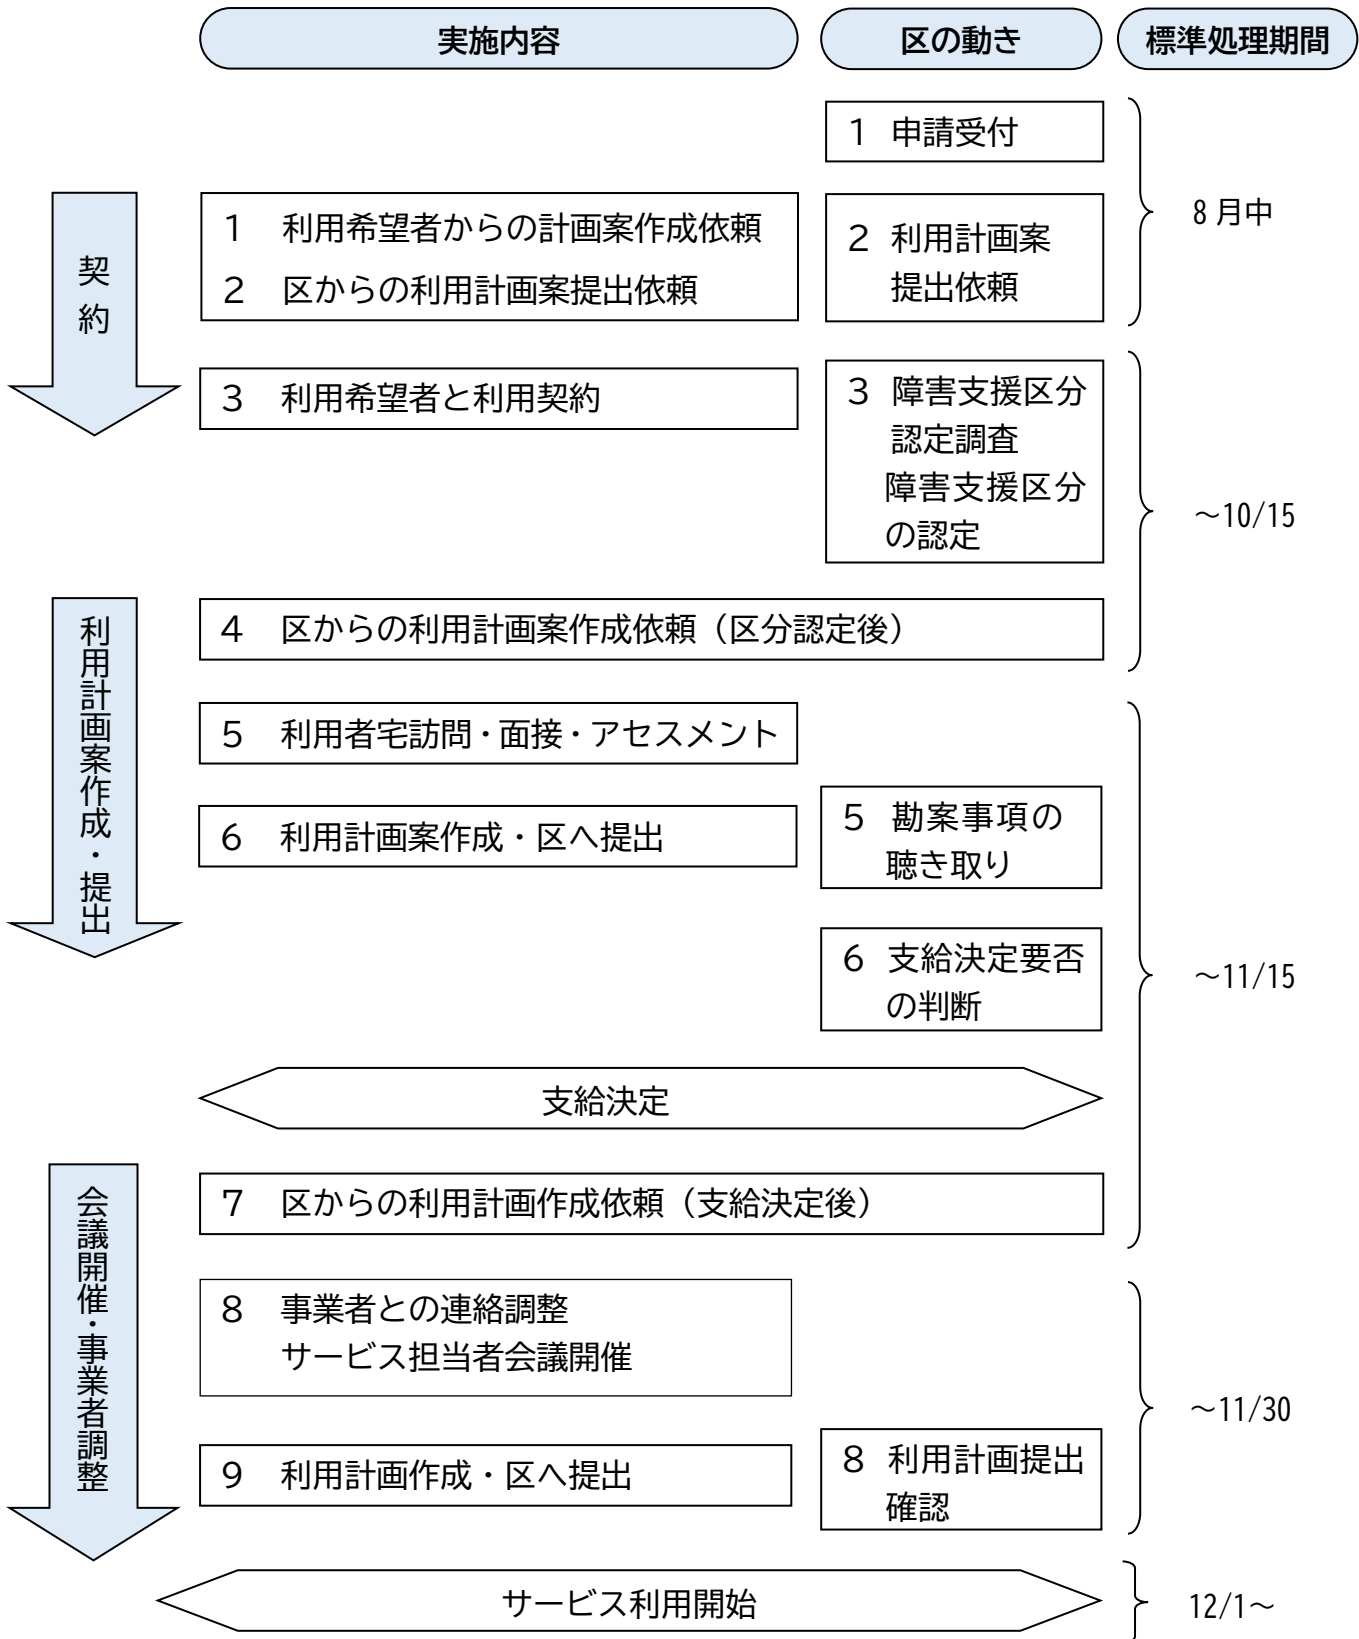 実施内容
区の動き
標準処理期間
1 申請受付
8月中
契約
1 利用希望者からの計画案作成依頼
2 区からの利用計画案提出依頼
2 利用計画案
提出依頼
3 利用希望者と利用契約
3 障害支援区分
認定調査
障害支援区分
の認定
～10/15
利用計画案作成・提出
4 区からの利用計画案作成依頼（区分認定後）
5 利用者宅訪問・面接・アセスメント
6 利用計画案作成・区へ提出
5 勘案事項の
聴き取り
6 支給決定要否
の判断
～11/15
支給決定
会議開催・事業者調整
7 区からの利用計画作成依頼（支給決定後）
8 事業者との連絡調整
サービス担当者会議開催
～11/30
9 利用計画作成・区へ提出
8 利用計画提出
確認
サービス利用開始
12/1～